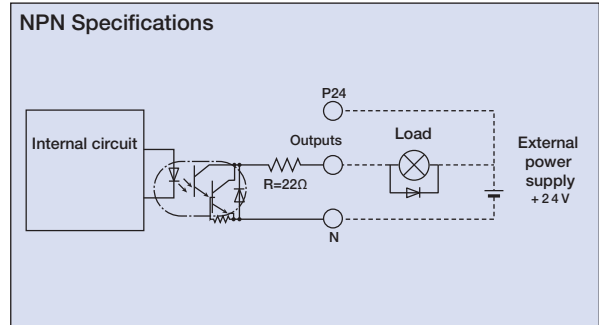 NPN Specifications
P24
Internal circuit
Outputs
Load
R=22Ω
N
External
power
supply
+24V